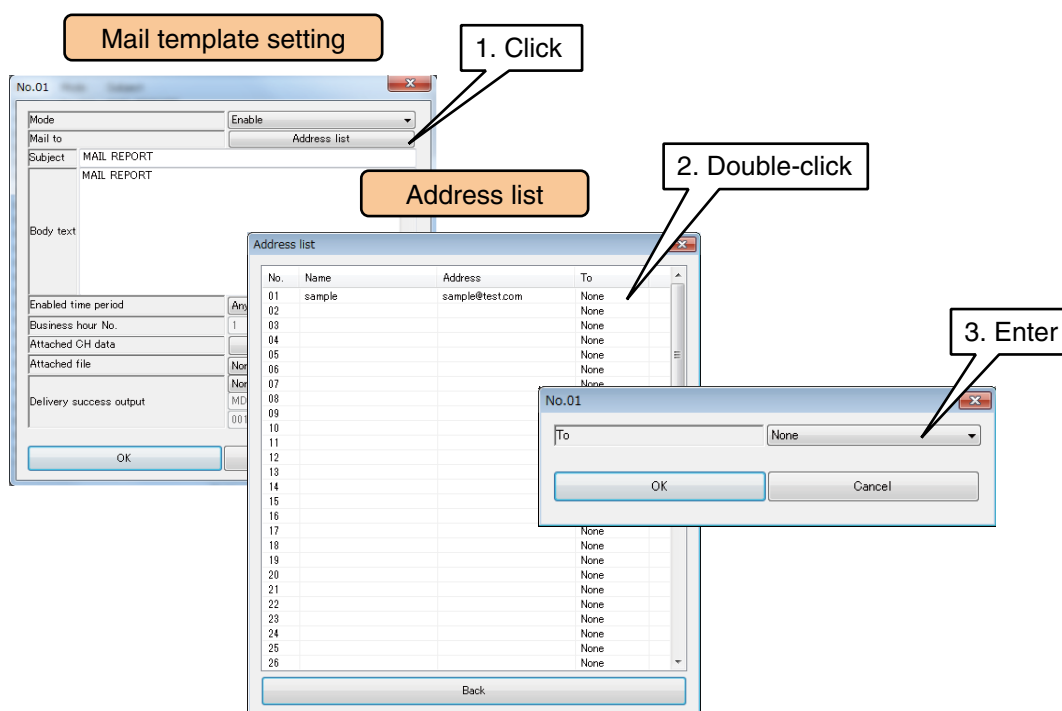 Mail template setting
1. Click
No.01
Mode Enable
Mail to Address list
Subject MAIL REPORT
MAIL REPORT
Body text
Enabled time period Any
Business hour No. 1
Attached CH data
Attached file
Delivery success output
MD
001
OK
Address list
2. Double-click
Address list
No. Name Address To
01 sample sample@test.com None
02 None
03 None
04 None
05 None
06 None
07 None
08
09
10
11
12
13
14
15
16
17 None
18 None
19 None
20 None
21 None
22 None
23 None
24 None
25 None
26 None
Back
3. Enter
No.01
To None
OK Cancel